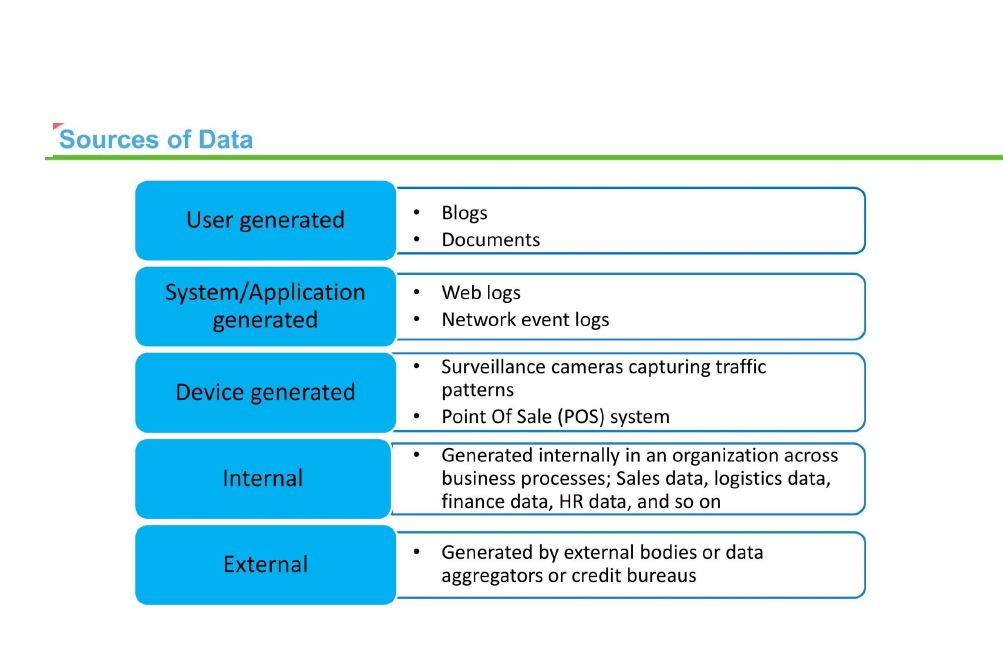 Sources of Data
User generated
• Blogs
• Documents
System/Application
generated
• Web logs
• Network event logs
Device generated
• Surveillance cameras capturing traffic
patterns
• Point Of Sale (POS) system
Internal
• Generated internally in an organization across
business processes; Sales data, logistics data,
finance data, HR data, and so on
External
• Generated by external bodies or data
aggregators or credit bureaus